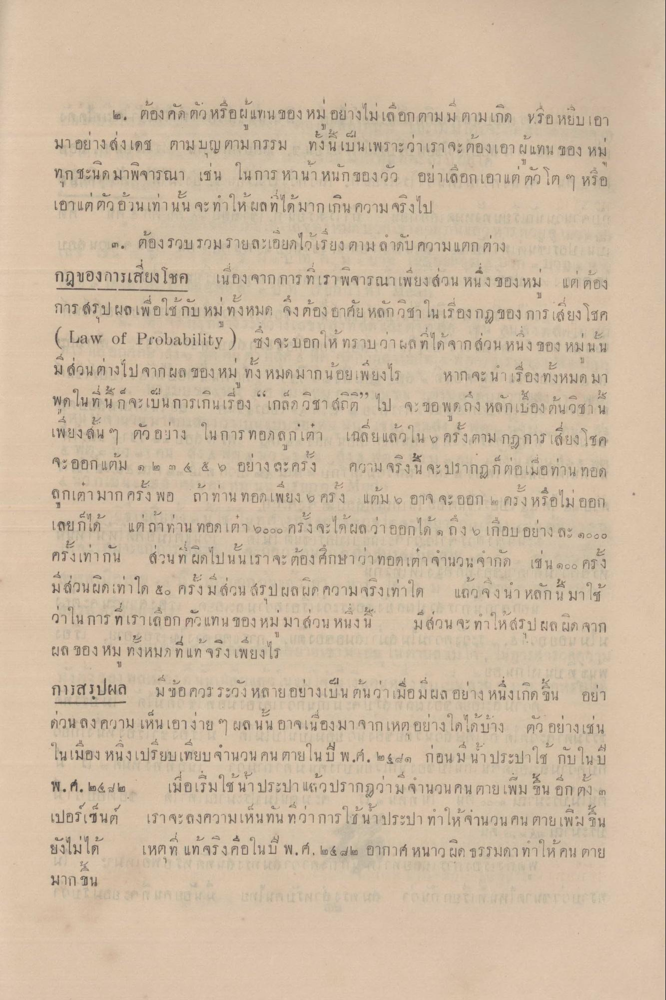 ๒. ต้องคัดตัวหรือผู้แทนของหมู่อย่างไม่เลือกตามมีตามเกิด หรือหยิบเอา
มาอย่างส่งเดช ตามบุญตามกรรม ทั้งนี้เป็นเพราะว่าเราจะต้องเอาผู้แทนของหมู่
ทุกชะนิดมาพิจารณา เช่น ในการหาน้ำหนักของวัว อย่าเลือกเอาแต่ตัวโต ๆ หรือ
เอาแต่ตัวอ้วนเท่านั้นจะทำให้ผลที่ได้มากเกินความจริงไป
๓. ต้องรวบรวมรายละเอียดไว้เรียงตามลำดับความแตกต่าง
กฎของการเสี่ยงโชค เนื่องจากการที่เราพิจารณาเพียงส่วนหนึ่งของหมู่ แต่ต้อง
การสรุปผลเพื่อใช้กับหมู่ทั้งหมด จึงต้องอาศัยหลักวิชาในเรื่องกฎของการเสี่ยงโชค
( Law of Probability ) ซึ่งจะบอกให้ทราบว่าผลที่ได้จากส่วนหนึ่งของหมู่นั้น
มีส่วนต่างไปจากผลของหมู่ทั้งหมดมากน้อยเพียงไร หากจะนำเรื่องทั้งหมดมา
พูดในที่นี้ก็จะเป็นการเกินเรื่อง “เกล็ดวิชาสถิติ” ไป จะขอพูดถึงหลักเบื้องต้นวิชานี้
เพียงสั้นๆ ตัวอย่าง ในการทอดลูกเต๋า เฉลี่ยแล้วใน ๖ ครั้งตามกฎการเสี่ยงโชค
จะออกแต้ม ๑ ๒ ๓ ๔ ๕ ๖ อย่างละครั้ง ความจริงนี้จะปรากฏก็ต่อเมื่อท่านทอด
ลูกเต๋ามากครั้งพอ ถ้าท่านทอดเพียง ๖ ครั้ง แต้ม ๖ อาจจะออก ๒ ครั้งหรือไม่ออก
เลยก็ได้ แต่ถ้าท่านทอดเต๋า ๖๐๐๐ ครั้งจะได้ผลว่าออกได้ ๑ ถึง ๖ เกือบอย่างละ ๑๐๐๐
ครั้งเท่ากัน ส่วนที่ผิดไปนั้นเราจะต้องศึกษาว่าทอดเต๋าจำนวนจำกัด เช่น ๑๐๐ ครั้ง
มีส่วนผิดเท่าใด ๕๐ ครั้งมีส่วนสรุปผลผิดความจริงเท่าใด แล้วจึงนำหลักนี้มาใช้
ว่าในการที่เราเลือกตัวแทนของหมู่มาส่วนหนึ่งนี้ มีส่วนจะทำให้สรุปผลผิดจาก
ผลของหมู่ทั้งหมดที่แท้จริงเพียงไร
การสรุปผล มีข้อควรระวังหลายอย่างเป็นต้นว่าเมื่อมีผลอย่างหนึ่งเกิดขึ้น อย่า
ด่วนลงความเห็นเอาง่ายๆ ผลนั้นอาจเนื่องมาจากเหตุอย่างใดได้บ้าง ตัวอย่างเช่น
ในเมืองหนึ่งเปรียบเทียบจำนวนคนตายในปี พ.ศ. ๒๔๘๑ ก่อนมีน้ำประปาใช้ กับในปี
พ.ศ. ๒๔๘๒ เมื่อเริ่มใช้น้ำประปาแล้วปรากฏว่ามีจำนวนคนตายเพิ่มขึ้นอีกตั้ง ๓
เปอร์เซ็นต์ เราจะลงความเห็นทันทีว่าการใช้น้ำประปาทำให้จำนวนคนตายเพิ่มขึ้น
ยังไม่ได้ เหตุที่แท้จริงคือในปี พ.ศ. ๒๔๘๒ อากาศหนาวผิดธรรมดาทำให้คนตาย
มากขึ้น